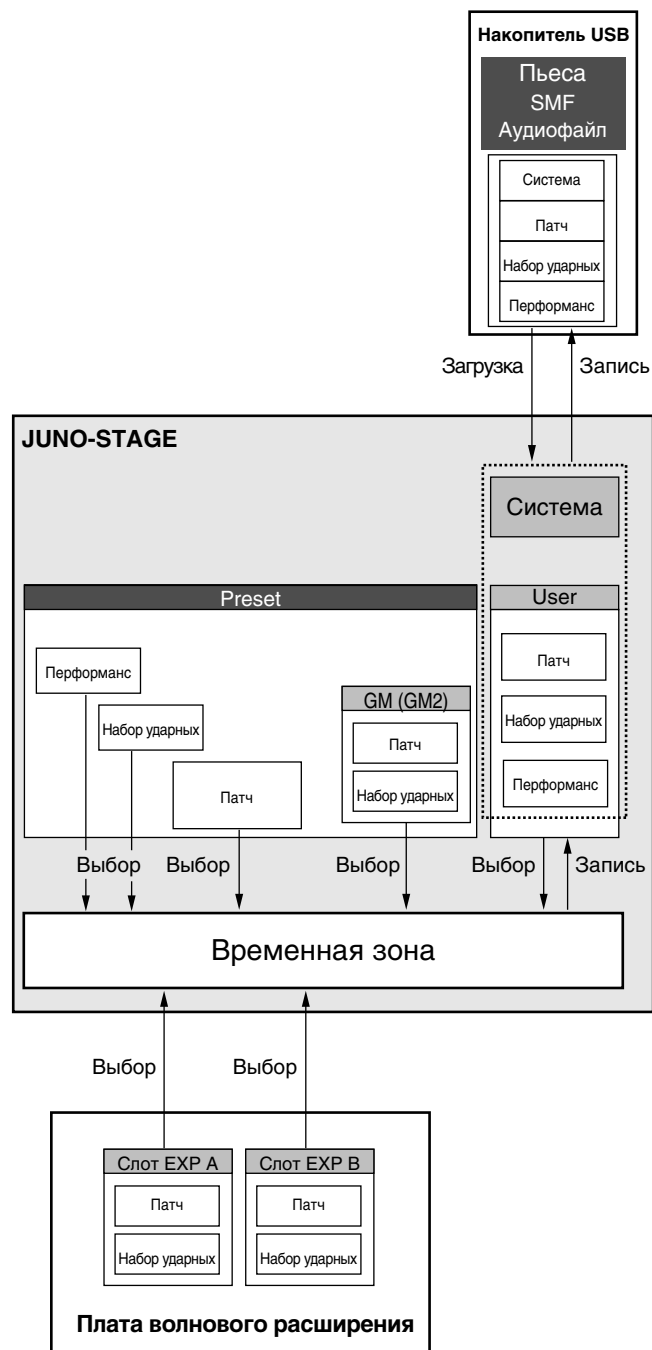 Накопитель USB
Пьеса
SMF
Аудиофайл
Система
Патч
Набор ударных
Перформанс
Загрузка
Запись
JUNO-STAGE
Система
Preset
User
Перформанс
Набор ударных
Патч
GM (GM2)
Патч
Набор ударных
Патч
Набор ударных
Перформанс
Выбор
Выбор
Выбор
Выбор
Запись
Временная зона
Выбор
Выбор
Слот EXP A
Слот EXP B
Патч
Патч
Набор ударных
Набор ударных
Плата волнового расширения